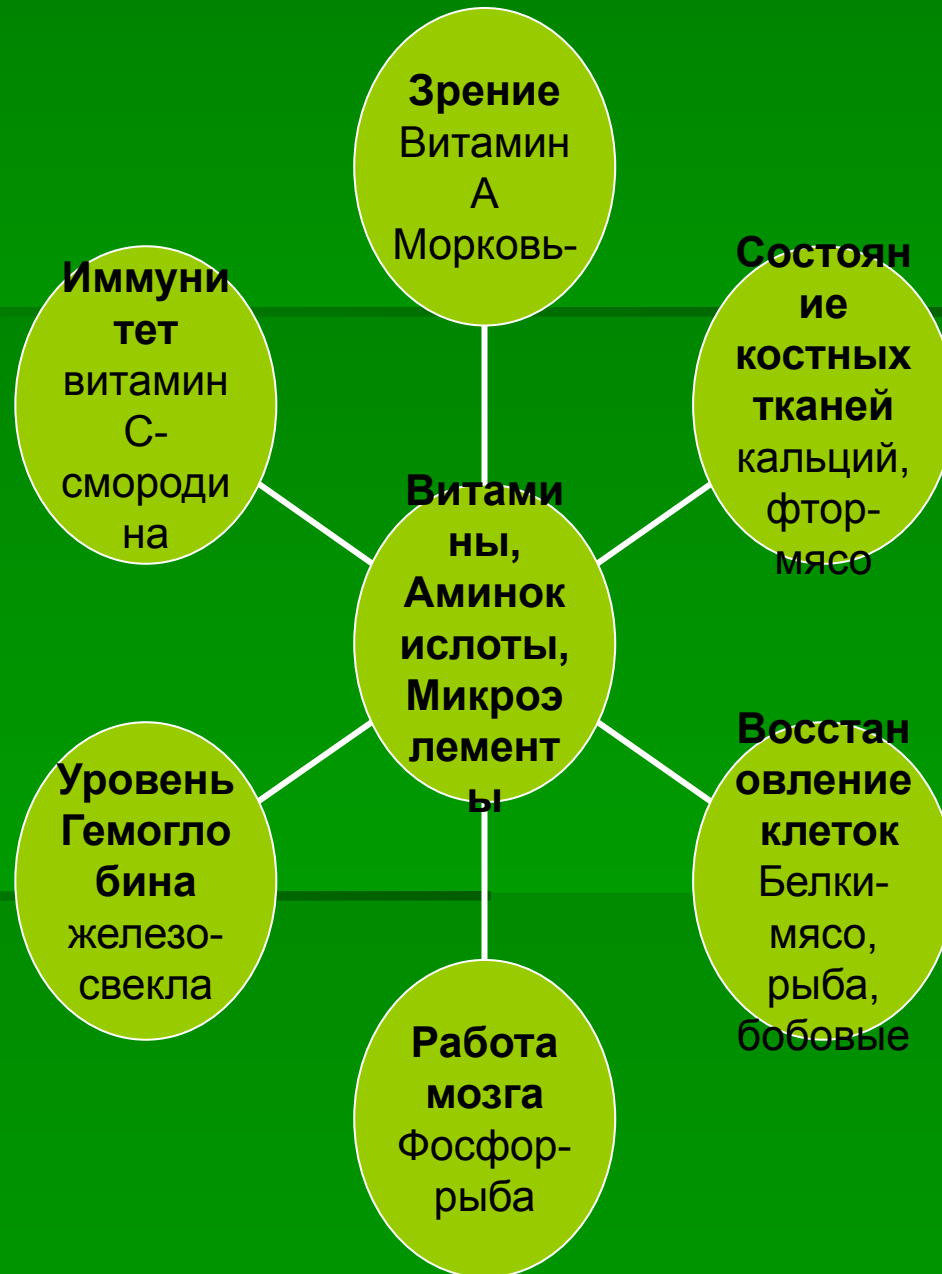 Зрение
Витамин
А
Морковь-
Состоян
ие
костных
тканей
кальций,
фтор-
мясо
Восстан
овление
клеток
Белки-
мясо,
рыба,
бобовые
Работа
мозга
Фосфор-
рыба
Уровень
Гемогло
бина
железо-
свекла
Иммуни
тет
витамин
С-
смороди
на
Витами
ны,
Аминок
ислоты,
Микроэ
лемент
ы